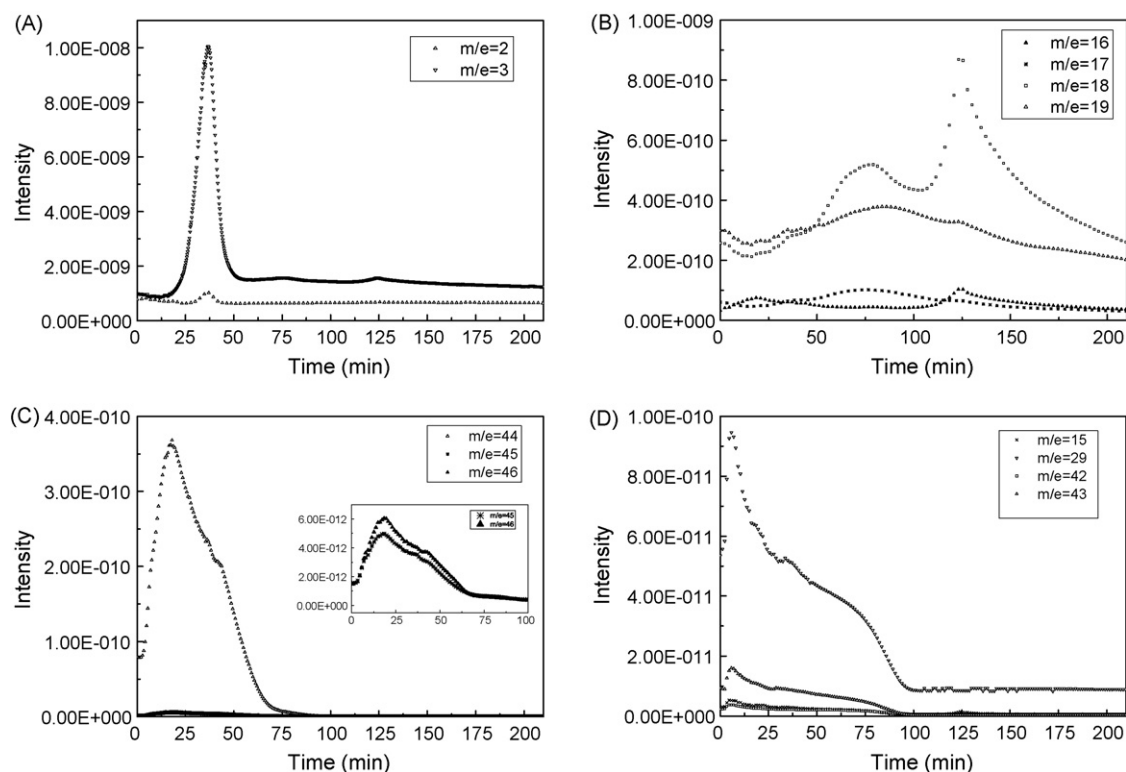 (A)
m/e=2
m/e=3
1.00E-008
8.00E-009
6.00E-009
4.00E-009
2.00E-009
0.00E+000
Intensity
0 25 50 75 100 125 150 175 200
Time (min)
(B)
m/e=16
m/e=17
m/e=18
m/e=19
1.00E-009
8.00E-010
6.00E-010
4.00E-010
2.00E-010
0.00E+000
Intensity
0 50 100 150 200
Time (min)
(C)
m/e=44
m/e=45
m/e=46
4.00E-010
3.00E-010
2.00E-010
1.00E-010
0.00E+000
Intensity
m/e=45
m/e=46
6.00E-012
4.00E-012
2.00E-012
0.00E+000
0 25 50 75 100
0 25 50 75 100 125 150 175 200
Time (min)
(D)
m/e=15
m/e=29
m/e=42
m/e=43
1.00E-010
8.00E-011
6.00E-011
4.00E-011
2.00E-011
0.00E+000
Intensity
0 25 50 75 100 125 150 175 200
Time (min)